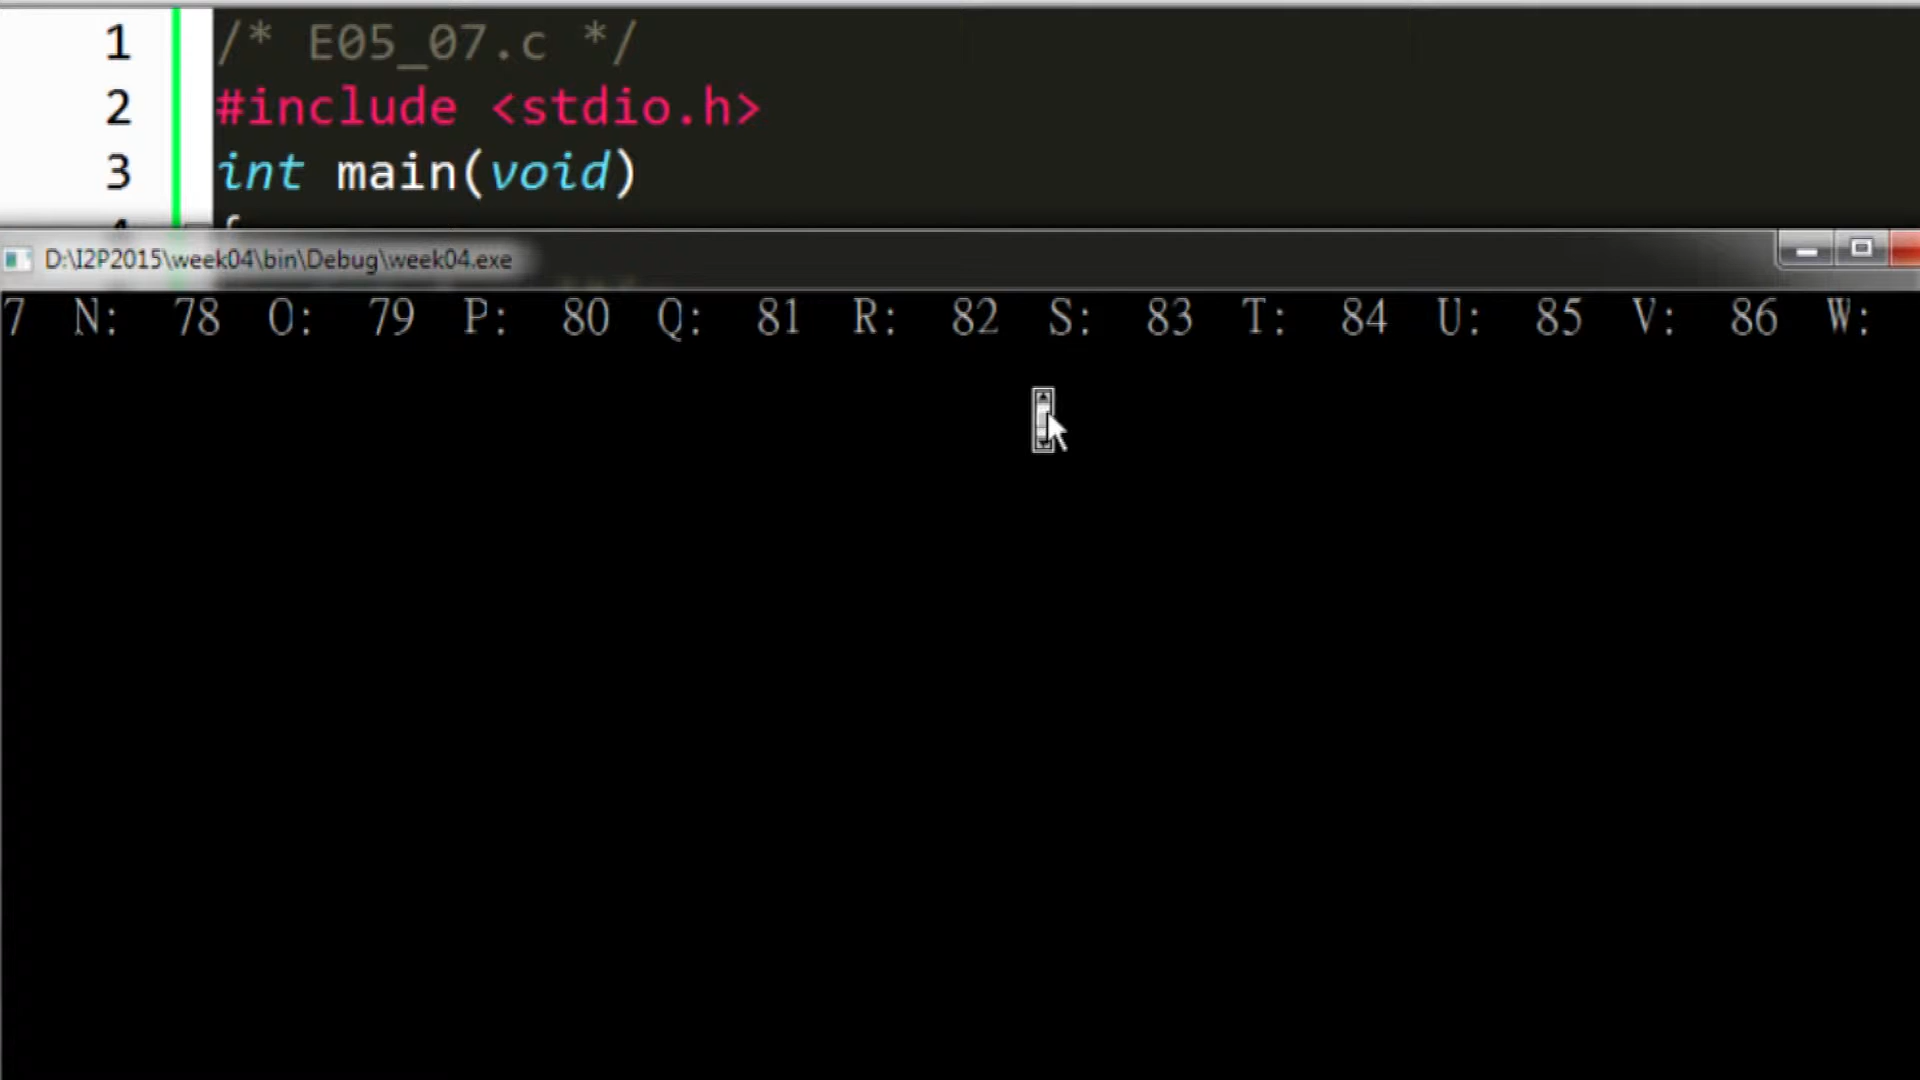 1 /* E05_07.c */
2 #include <stdio.h>
3 int main(void)
{
D:\I2P2015\week04\bin\Debug\week04.exe
7 N: 78 O: 79 P: 80 Q: 81 R: 82 S: 83 T: 84 U: 85 V: 86 W: